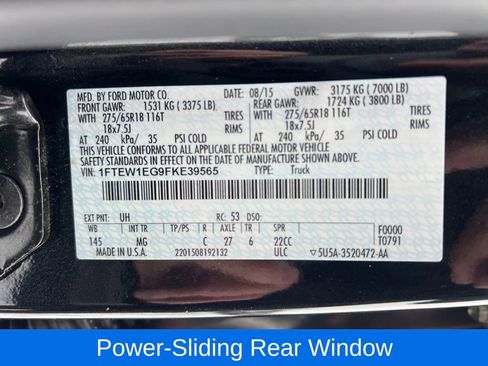 MFD. BY FORD MOTOR CO. DATE: 08/15 GVWR: 3175 KG ( 7000 LB)
FRONT GAWR: 1531 KG ( 3375 LB) REAR GAWR: 1724 KG ( 3800 LB)
WITH 275/65R18 116T TIRES WITH 275/65R18 116T TIRES
18x7.5J RIMS 18x7.5J RIMS
AT 240 kPa/ 35 PSI COLD AT 240 kPa/ 35 PSI COLD
THIS VEHICLE CONFORMS TO ALL APPLICABLE FEDERAL MOTOR VEHICLE
SAFETY AND THEFT PREVENTION STANDARDS IN EFFECT ON THE DATE OF
MANUFACTURE SHOWN ABOVE.
VIN: 1FTEW1EG9FKE39565 TYPE: Truck
EXT PNT: UH RC: 53 DSO: F0000
WB INT TR TP/PS R AXLE TR SPR T0791
145 MG C 27 6 22CC
MADE IN U.S.A. 2201508192132 ULC 5U5A-3520472-AA
Power-Sliding Rear Window